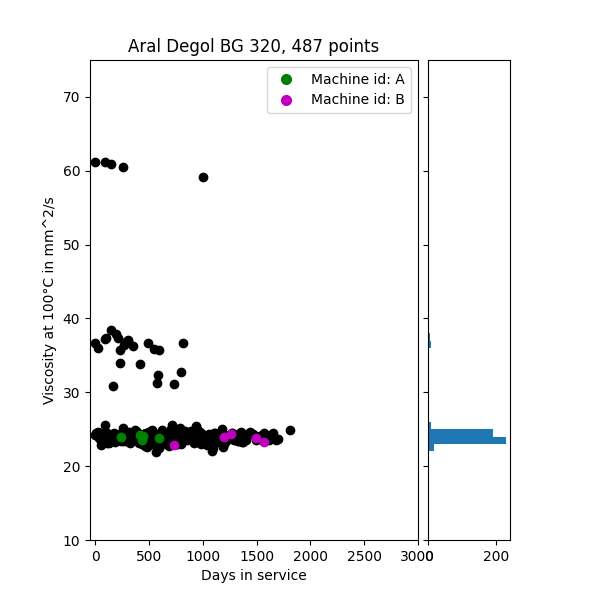 Aral Degol BG 320, 487 points
Machine id: A
Machine id: B
70
60
50
40
30
20
10
Viscosity at 100°C in mm^2/s
0 500 1000 1500 2000 2500 3000
0 200
Days in service